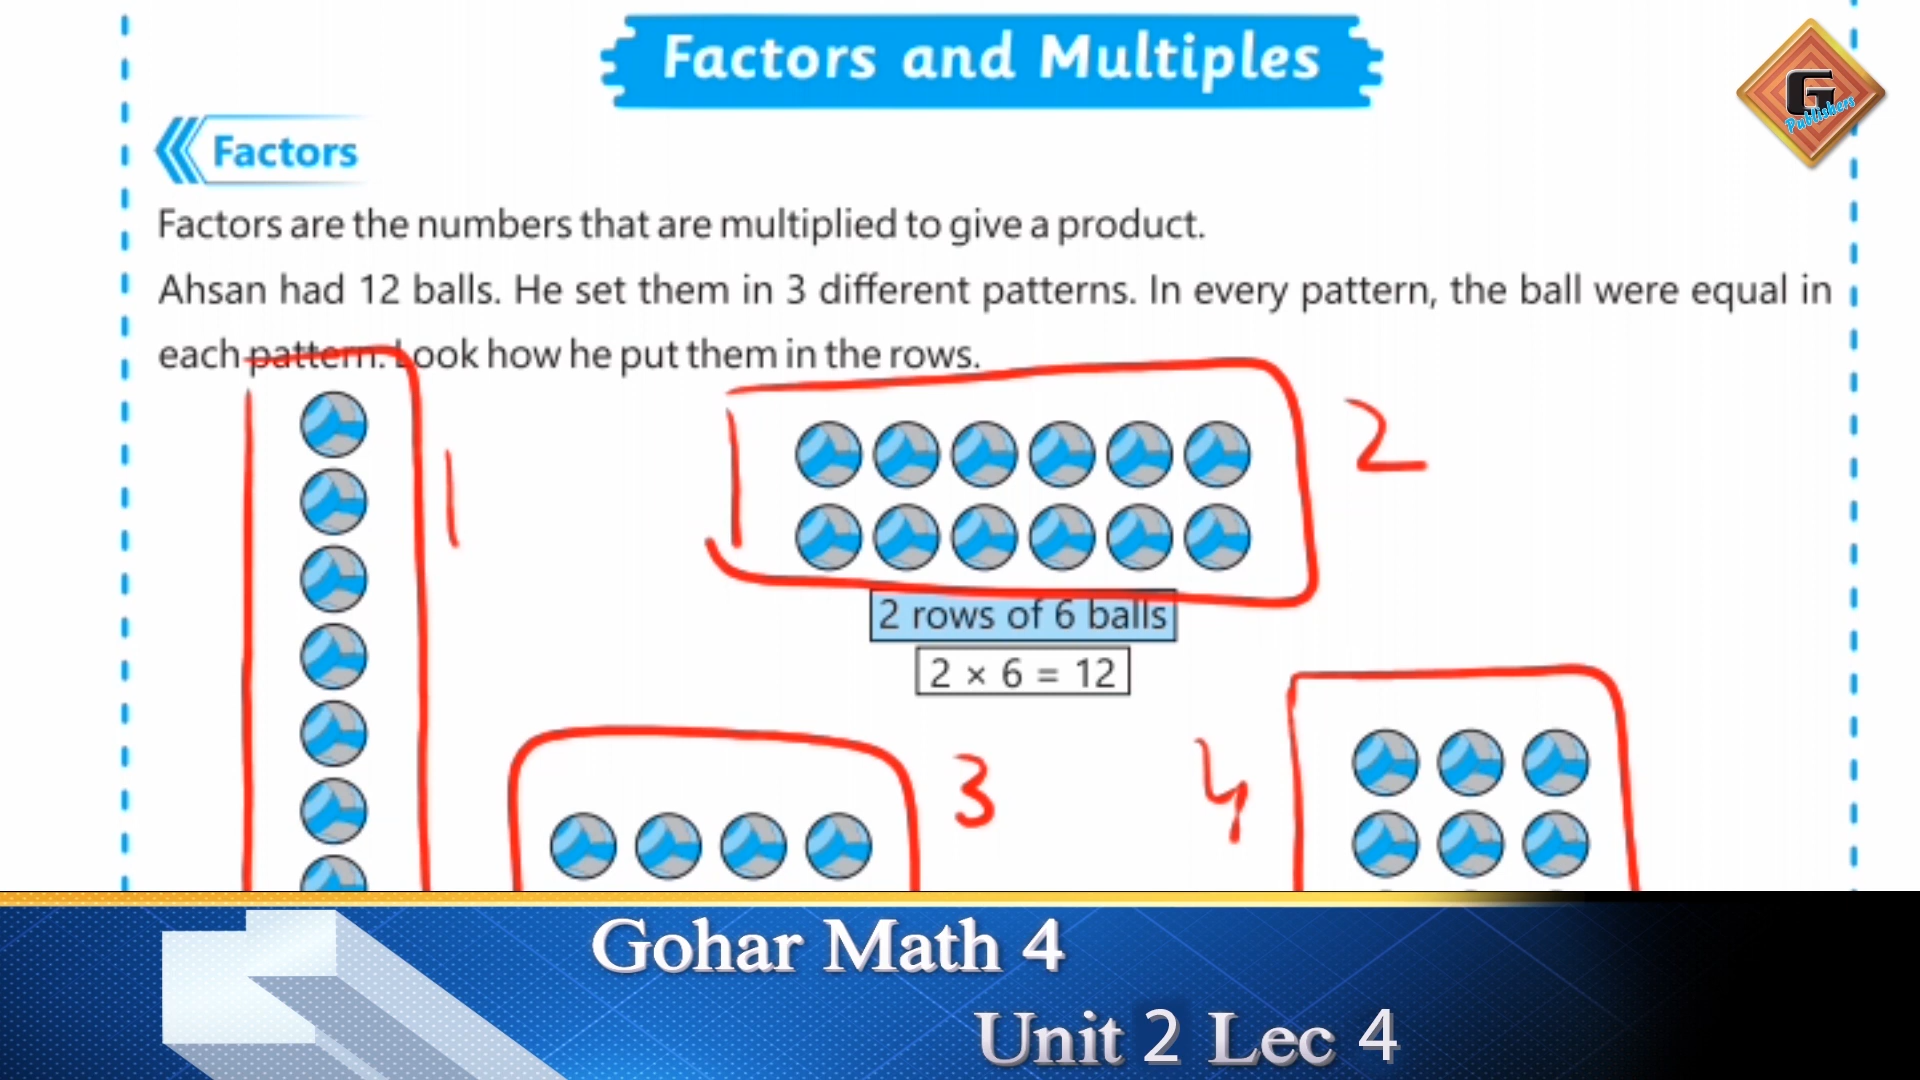 Factors and Multiples
G
Publishers
Factors
Factors are the numbers that are multiplied to give a product.
Ahsan had 12 balls. He set them in 3 different patterns. In every pattern, the ball were equal in
each pattern. Look how he put them in the rows.
1
2
2 rows of 6 balls
2 × 6 = 12
3
4
Gohar Math 4
Unit 2 Lec 4